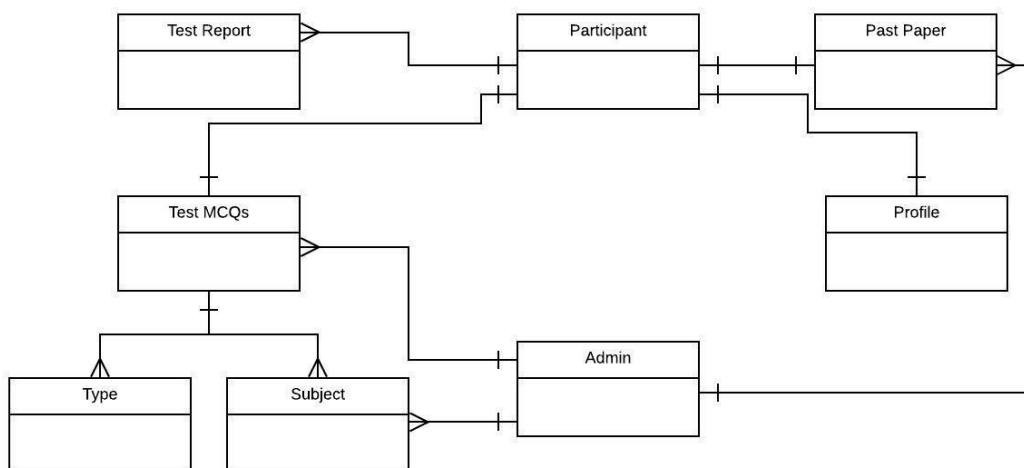 Test Report
Participant
Past Paper
Test MCQs
Profile
Admin
Type
Subject